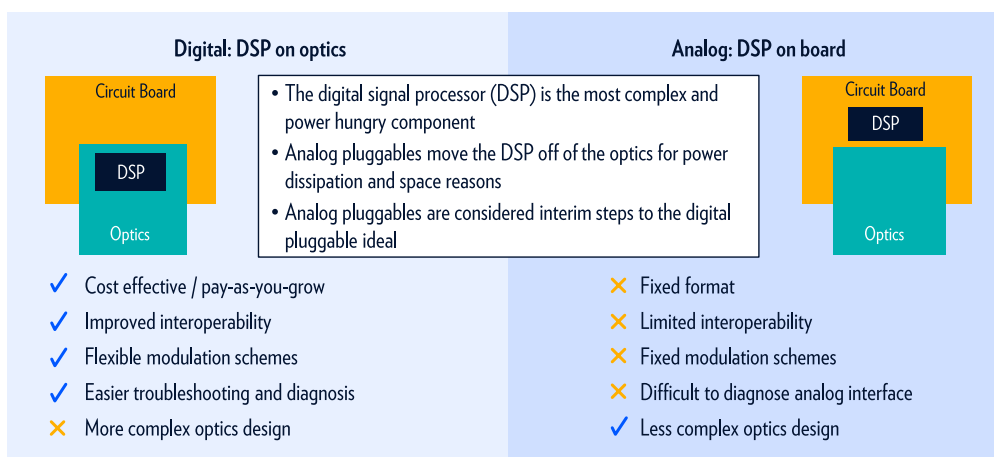 Digital: DSP on optics
Circuit Board
DSP
Optics
• The digital signal processor (DSP) is the most complex and
power hungry component
• Analog pluggables move the DSP off of the optics for power
dissipation and space reasons
• Analog pluggables are considered interim steps to the digital
pluggable ideal
Analog: DSP on board
Circuit Board
DSP
Optics
Cost effective / pay-as-you-grow
Improved interoperability
Flexible modulation schemes
Easier troubleshooting and diagnosis
More complex optics design
Fixed format
Limited interoperability
Fixed modulation schemes
Difficult to diagnose analog interface
Less complex optics design